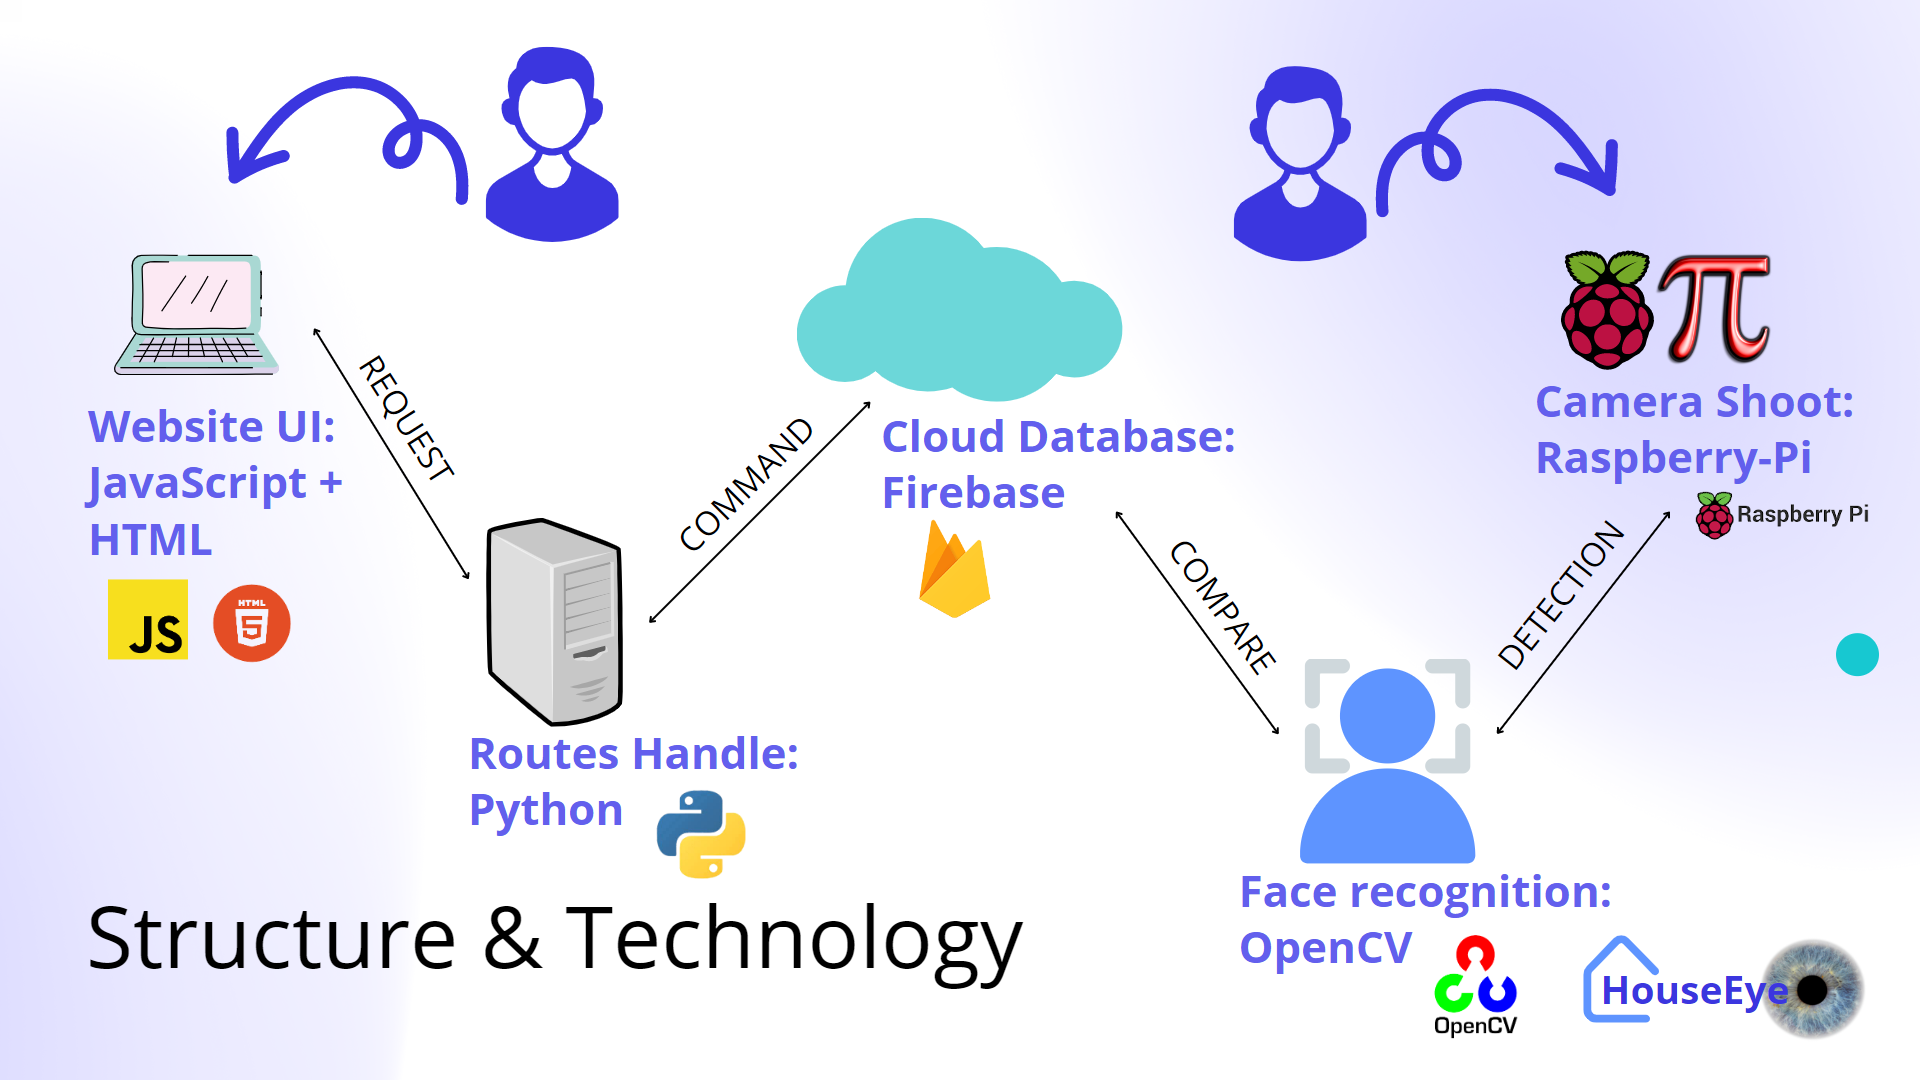 Website UI:
JavaScript +
HTML
JS
HTML
5
REQUEST
Routes Handle:
Python
COMMAND
Cloud Database:
Firebase
COMPARE
Face recognition:
OpenCV
OpenCV
DETECTION
Camera Shoot:
Raspberry-Pi
Raspberry Pi
π
Structure & Technology
HouseEye